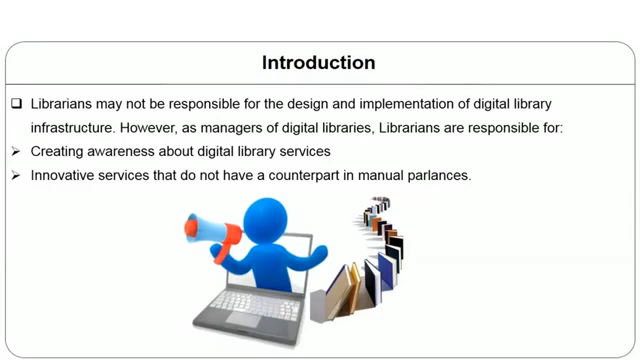 Introduction
Librarians may not be responsible for the design and implementation of digital library
infrastructure. However, as managers of digital libraries, Librarians are responsible for:
Creating awareness about digital library services
Innovative services that do not have a counterpart in manual parlances.